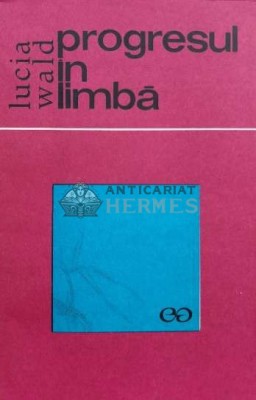 lucia
wald
progresul
în
limbă
ANTICARIAT
HERMES